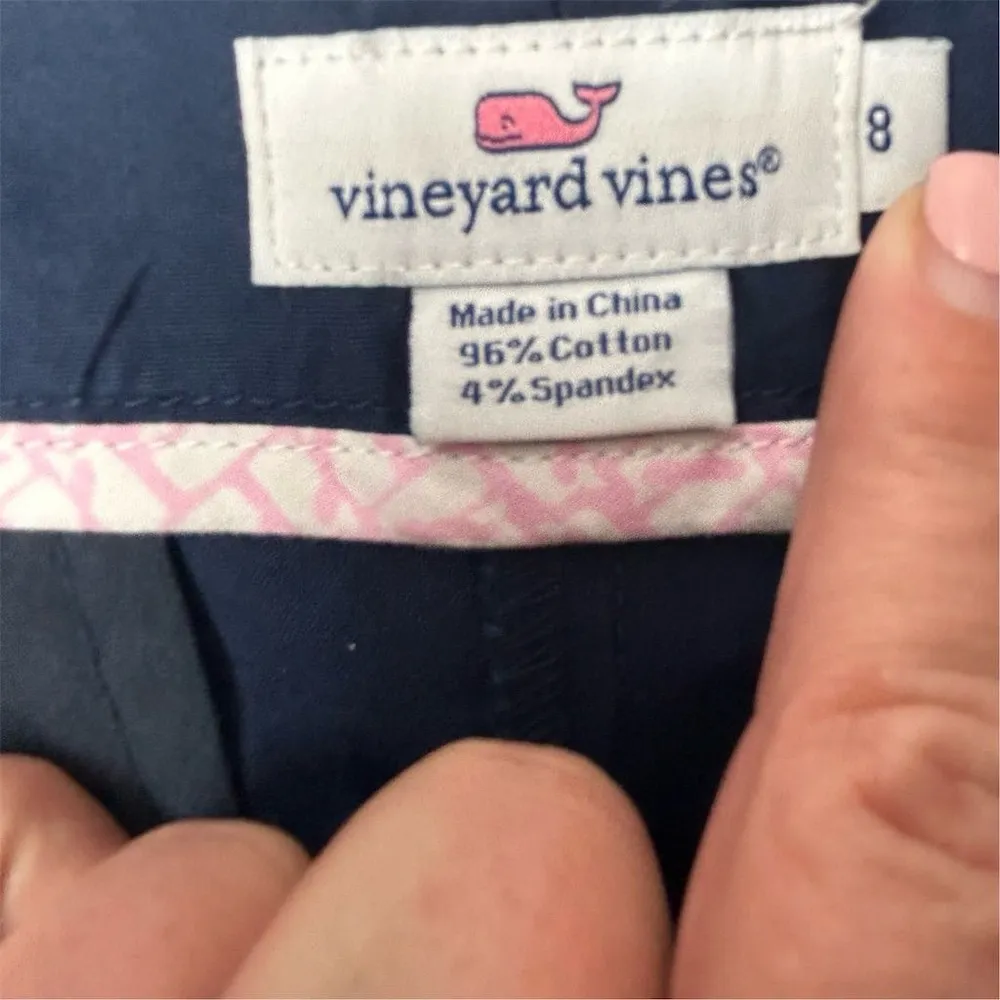 vineyard vines®
8
Made in China
96% Cotton
4% Spandex